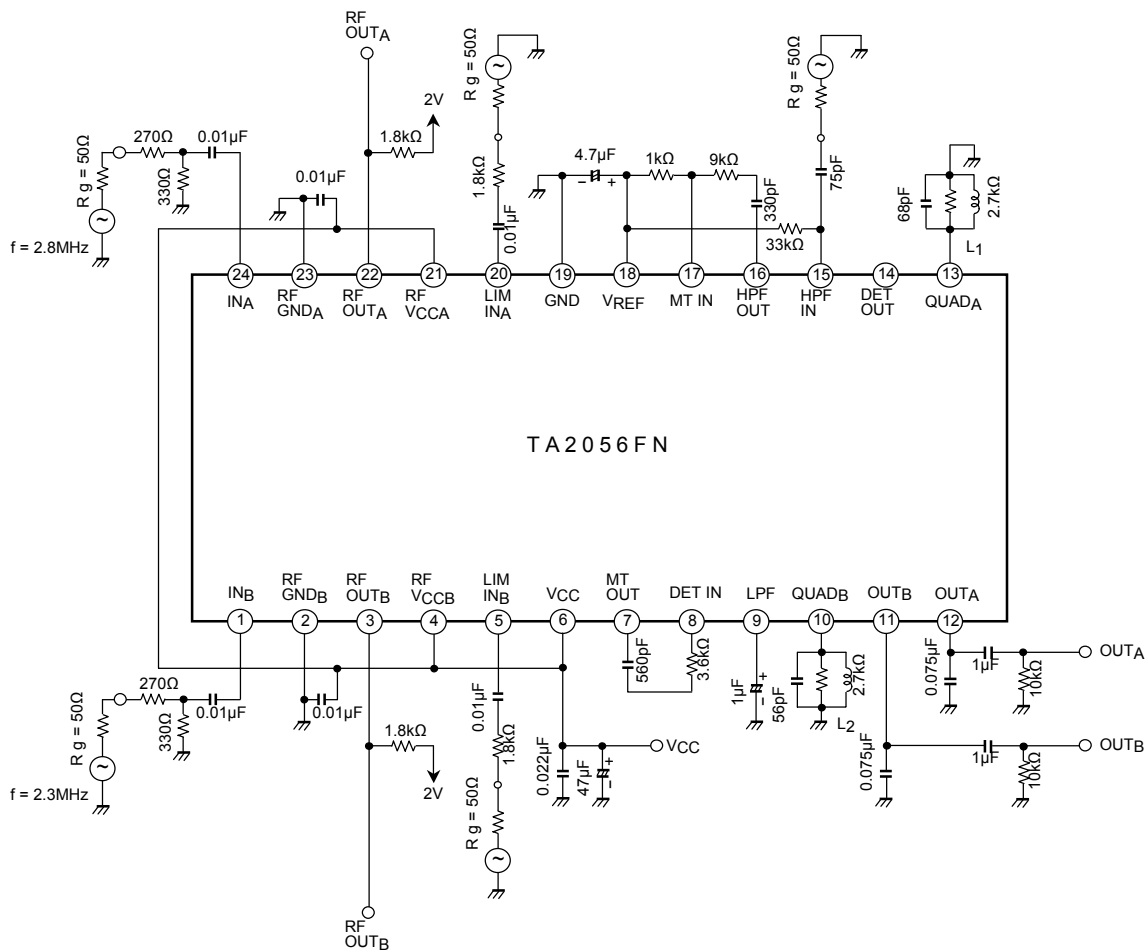 RF
OUTA
R g = 50Ω
~
R g = 50Ω
~
2V
270Ω
0.01μF
1.8kΩ
4.7μF
1kΩ
9kΩ
R g = 50Ω
330Ω
0.01μF
1.8kΩ
− +
330pF
75pF
68pF
2.7kΩ
~
0.01μF
33kΩ
L1
f = 2.8MHz
24
23
22
21
20
19
18
17
16
15
14
13
INA
RF
GNDA
RF
OUTA
RF
VCCA
LIM
INA
GND
VREF
MT IN
HPF
OUT
HPF
IN
DET
OUT
QUADA
TA2056FN
INB
RF
GNDB
RF
OUTB
RF
VCCB
LIM
INB
VCC
MT
OUT
DET IN
LPF
QUADB
OUTB
OUTA
1
2
3
4
5
6
7
8
9
10
11
12
OUTA
560pF
3.6kΩ
0.075μF
1μF
10kΩ
270Ω
0.01μF
0.01μF
0.01μF
1μF
+
−
56pF
2.7kΩ
L2
R g = 50Ω
330Ω
1.8kΩ
1.8kΩ
VCC
OUTB
~
2V
0.022μF
47μF
+
−
0.075μF
1μF
10kΩ
f = 2.3MHz
R g = 50Ω
~
RF
OUTB